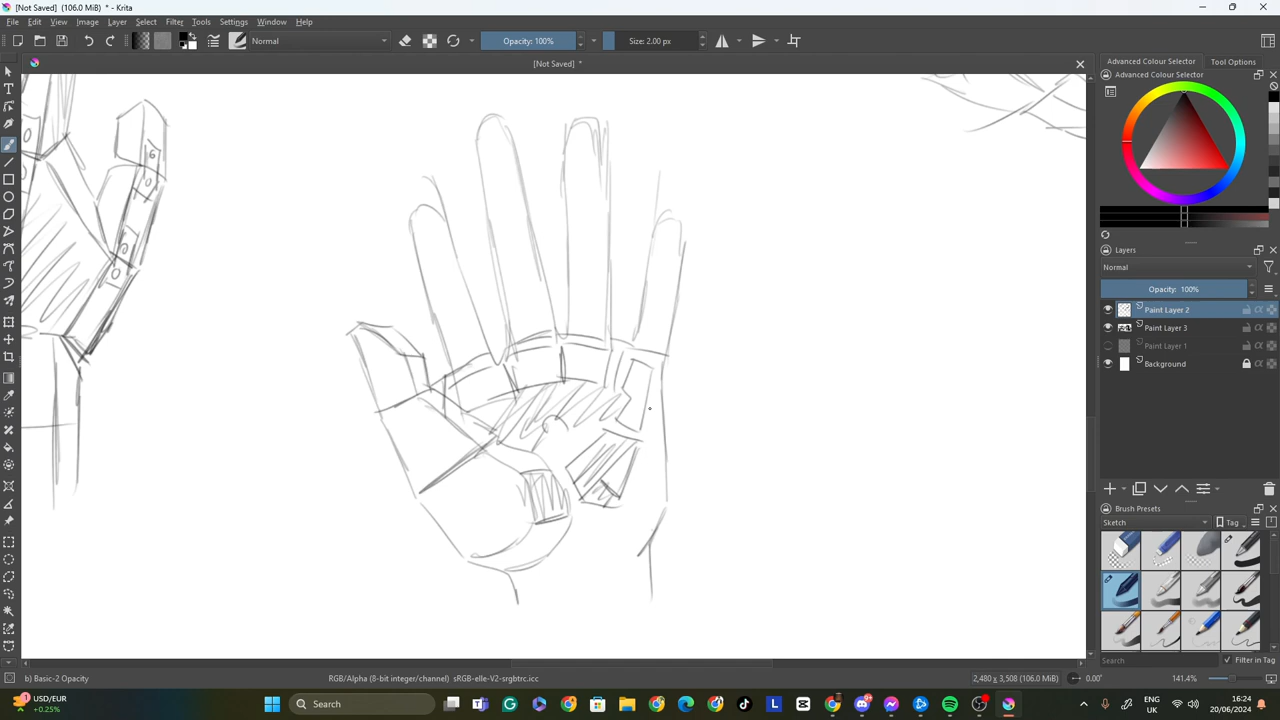 [Not Saved] (106.0 MiB) * - Krita
File Edit View Image Layer Select Filter Tools Settings Window Help
Normal Opacity: 100% Size: 2.00 px
[Not Saved] *
Advanced Colour Selector Tool Options
Advanced Colour Selector
Layers
Normal
Opacity: 100%
Paint Layer 2
Paint Layer 3
Paint Layer 1
Background
Brush Presets
Sketch Tag
Search Filter in Tag
b) Basic-2 Opacity RGB/Alpha (8-bit integer/channel) sRGB-elle-V2-srgbtrc.icc 2,480 x 3,508 (106.0 MiB) 0.00° 141.4%
1 USD/EUR
+0.25%
Search
ENG
UK
16:24
20/06/2024